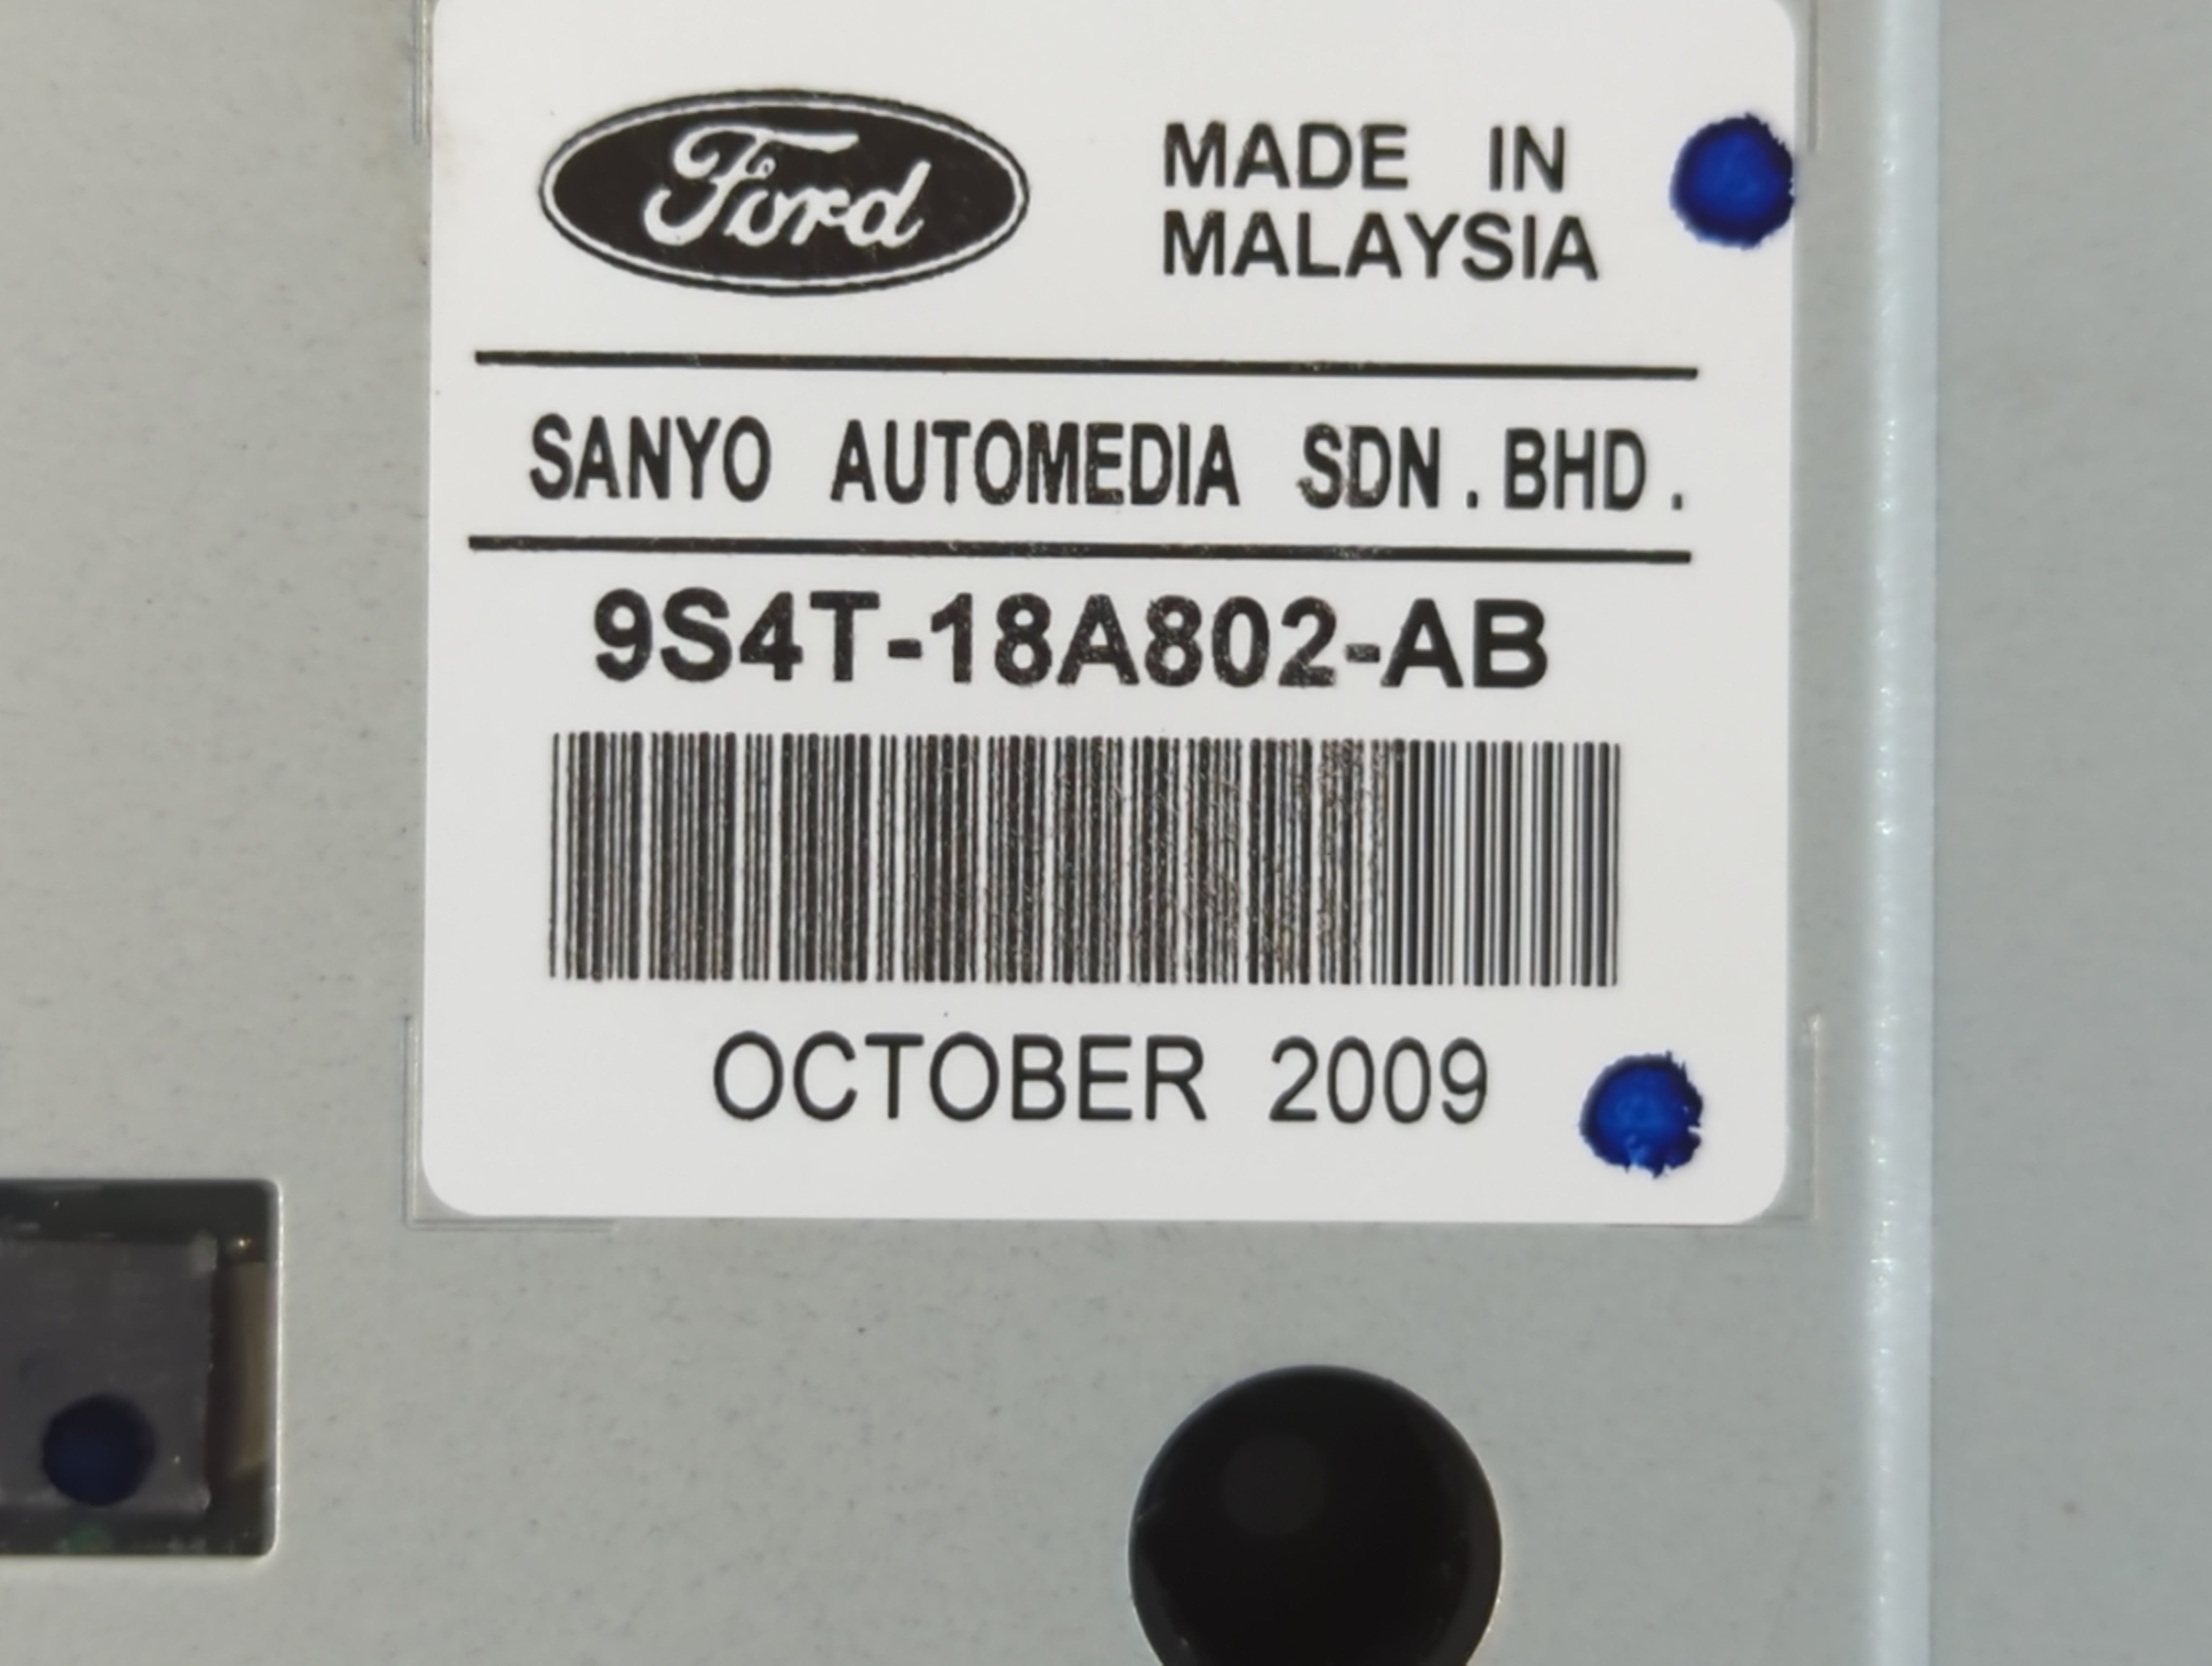 Ford
MADE IN
MALAYSIA
SANYO AUTOMEDIA SDN.BHD.
9S4T-18A802-AB
OCTOBER 2009